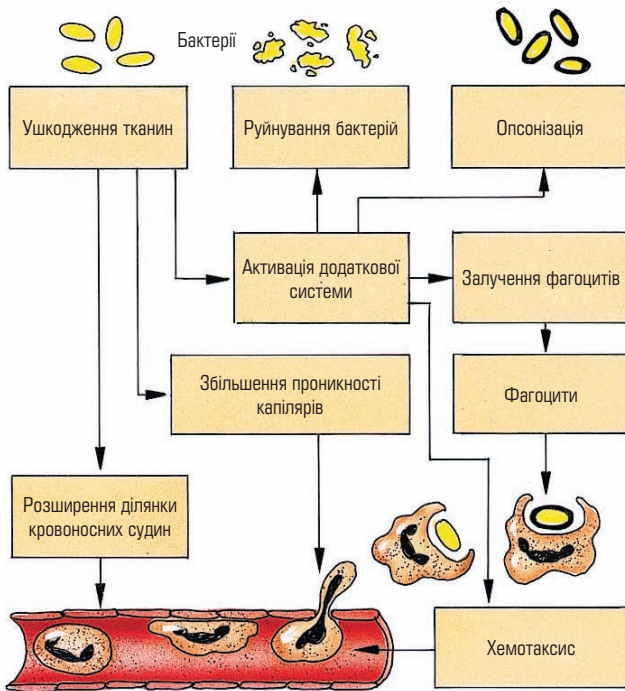 Бактерії
Ушкодження тканин
Руйнування бактерій
Опсонізація
Активація додаткової
системи
Залучення фагоцитів
Збільшення проникності
капілярів
Фагоцити
Розширення ділянки
кровоносних судин
Хемотаксис